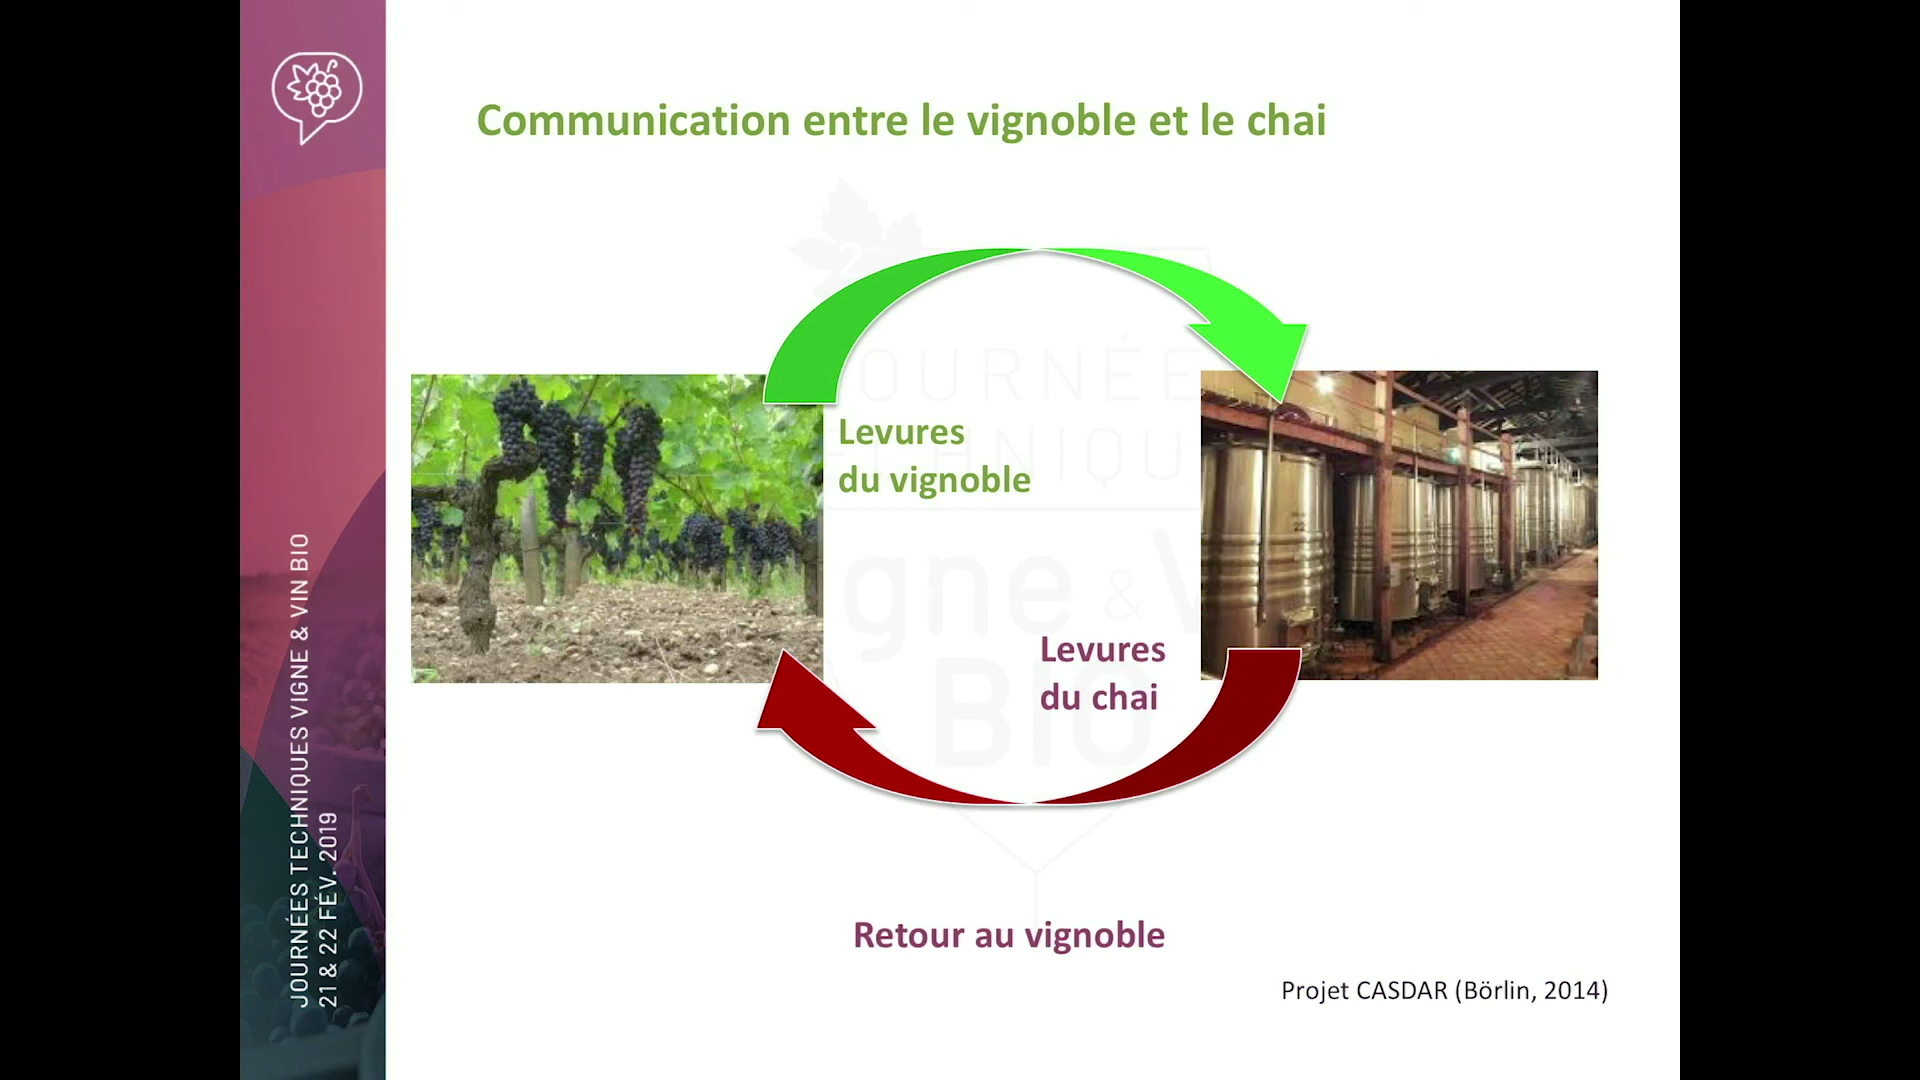 Communication entre le vignoble et le chai
Levures
du vignoble
Levures
du chai
Retour au vignoble
Projet CASDAR (Börlin, 2014)
JOURNÉES TECHNIQUES VIGNE & VIN BIO
21 & 22 FÉV. 2019
22